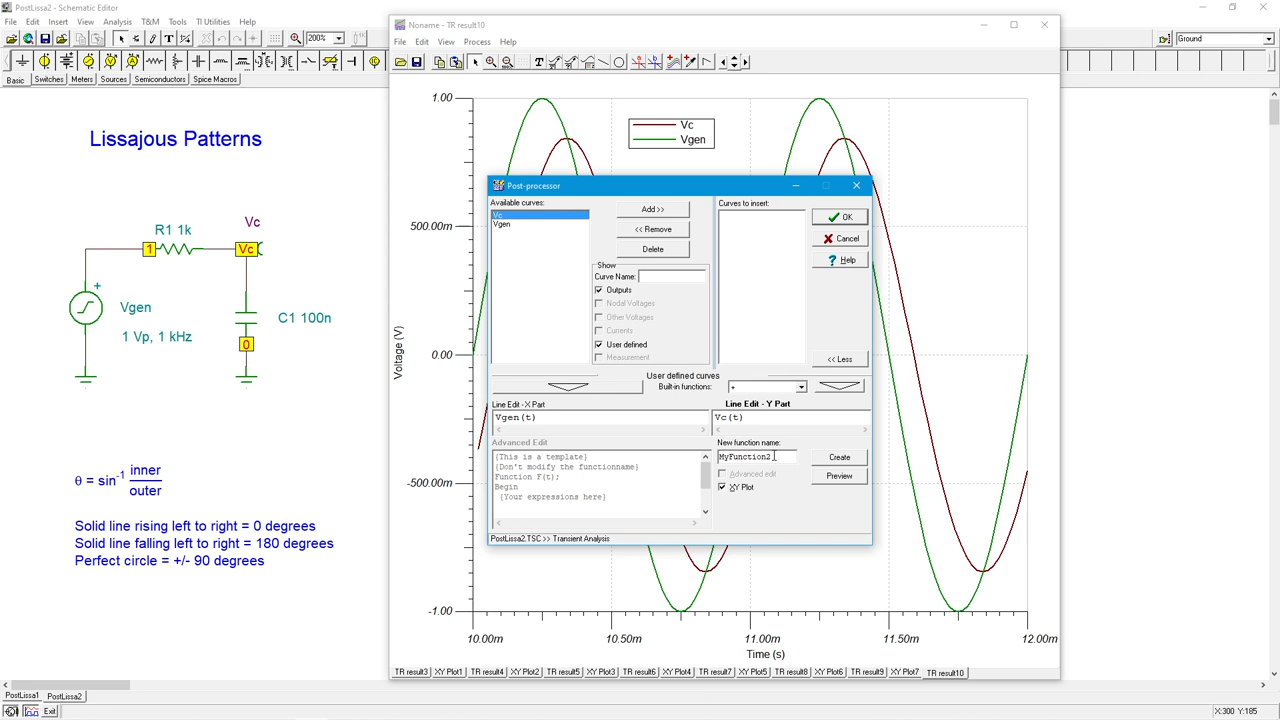 PostLissa2 - Schematic Editor
File Edit Insert View Analysis T&M Tools TI Utilities Help
200%
Ground
Basic Switches Meters Sources Semiconductors Spice Macros
Lissajous Patterns
R1 1k
Vc
1
Vc
+
Vgen
1 Vp, 1 kHz
C1 100n
0
θ = sin-1 inner
outer
Solid line rising left to right = 0 degrees
Solid line falling left to right = 180 degrees
Perfect circle = +/- 90 degrees
Noname - TR result10
File Edit View Process Help
T
1.00
500.00m
0.00
-500.00m
-1.00
Voltage (V)
Vc
Vgen
10.00m 10.50m 11.00m 11.50m 12.00m
Time (s)
Post-processor
Available curves:
Vc
Vgen
Add >>
<< Remove
Delete
Show
Curve Name:
Outputs
Nodal Voltages
Other Voltages
Currents
User defined
Measurement
Curves to insert:
OK
Cancel
? Help
<< Less
User defined curves
Built-in functions: +
Line Edit - X Part
Vgen(t)
Line Edit - Y Part
Vc(t)
Advanced Edit
{This is a template}
{Don't modify the functionname}
Function F(t);
Begin
{Your expressions here}
New function name:
MyFunction2
Create
Advanced edit
Preview
XY Plot
PostLissa2.TSC >> Transient Analysis
TR result3 XY Plot1 TR result4 XY Plot2 TR result5 XY Plot3 TR result6 XY Plot4 TR result7 XY Plot5 TR result8 XY Plot6 TR result9 XY Plot7 TR result10
PostLissa1 PostLissa2
Exit
X:300 Y:185